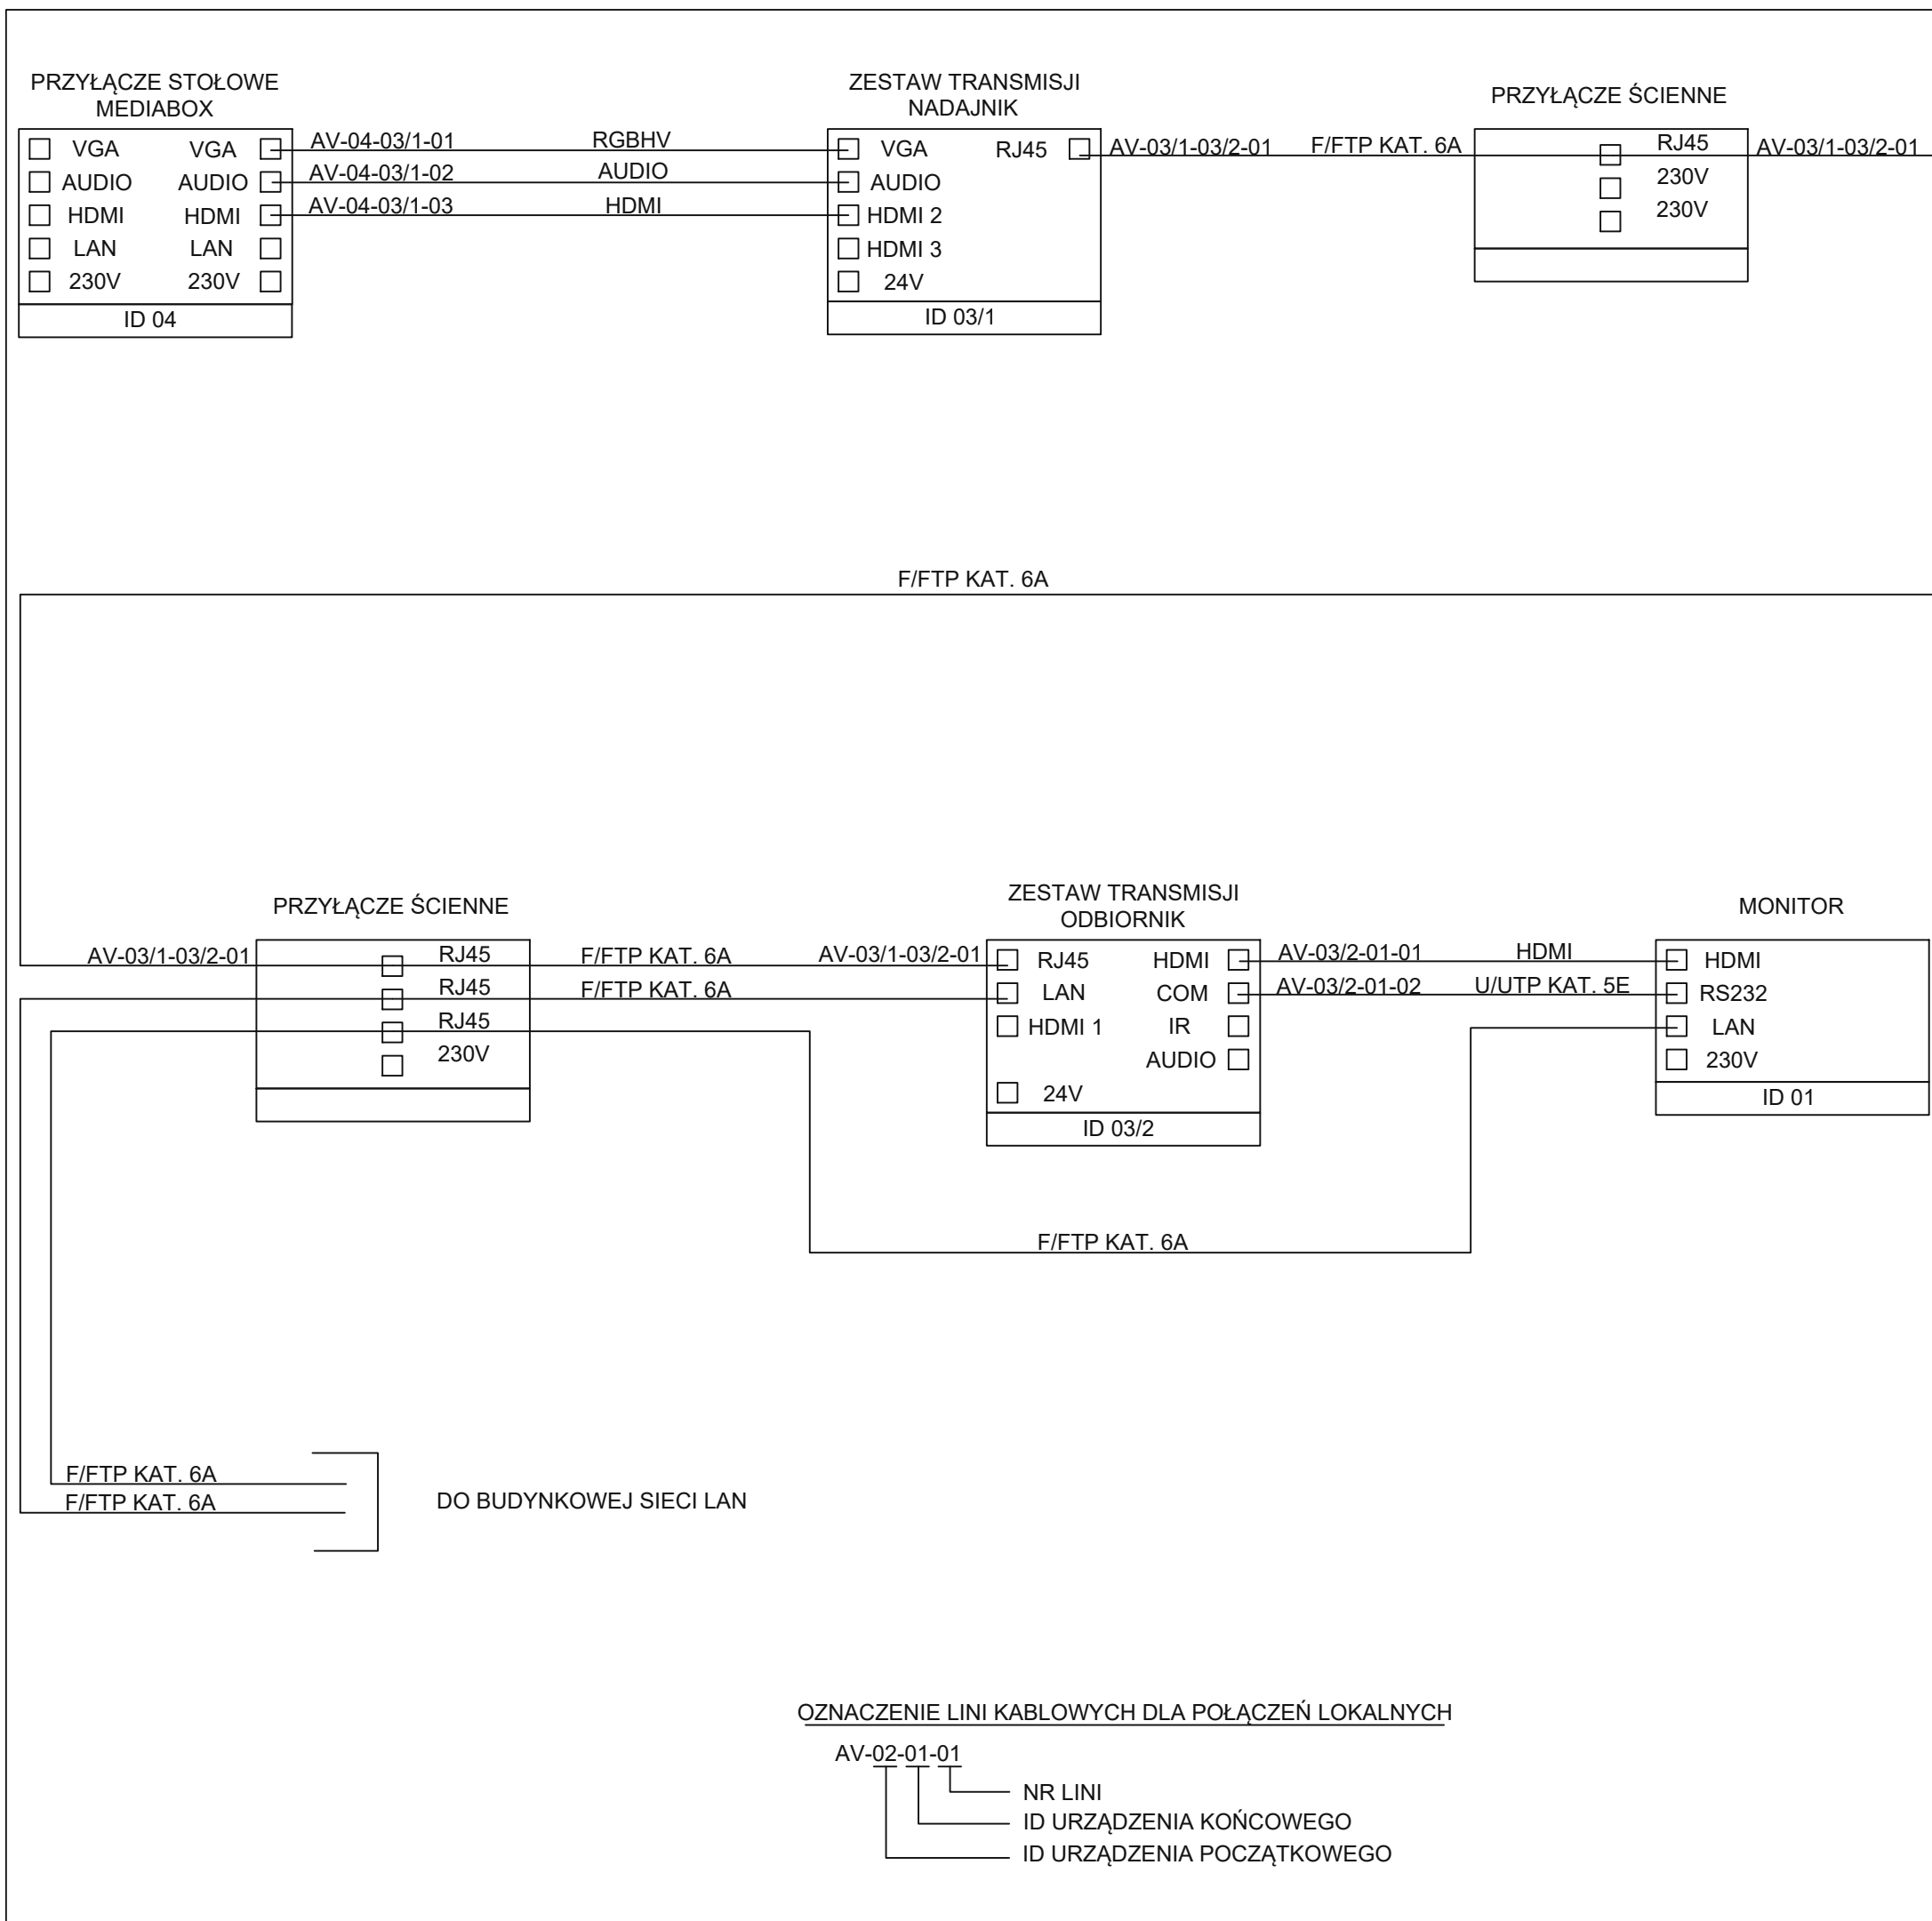 PRZYŁĄCZE STOŁOWE
MEDIABOX
VGA VGA
AUDIO AUDIO
HDMI HDMI
LAN LAN
230V 230V
ID 04
AV-04-03/1-01 RGBHV
AV-04-03/1-02 AUDIO
AV-04-03/1-03 HDMI
ZESTAW TRANSMISJI
NADAJNIK
VGA RJ45
AUDIO
HDMI 2
HDMI 3
24V
ID 03/1
AV-03/1-03/2-01 F/FTP KAT. 6A
PRZYŁĄCZE ŚCIENNE
RJ45
230V
230V
AV-03/1-03/2-01
F/FTP KAT. 6A
AV-03/1-03/2-01
PRZYŁĄCZE ŚCIENNE
RJ45
RJ45
RJ45
230V
F/FTP KAT. 6A AV-03/1-03/2-01
F/FTP KAT. 6A
ZESTAW TRANSMISJI
ODBIORNIK
RJ45 HDMI
LAN COM
HDMI 1 IR
AUDIO
24V
ID 03/2
AV-03/2-01-01 HDMI
AV-03/2-01-02 U/UTP KAT. 5E
MONITOR
HDMI
RS232
LAN
230V
ID 01
F/FTP KAT. 6A
F/FTP KAT. 6A
F/FTP KAT. 6A
DO BUDYNKOWEJ SIECI LAN
OZNACZENIE LINI KABLOWYCH DLA POŁĄCZEŃ LOKALNYCH
AV-02-01-01
NR LINI
ID URZĄDZENIA KOŃCOWEGO
ID URZĄDZENIA POCZĄTKOWEGO